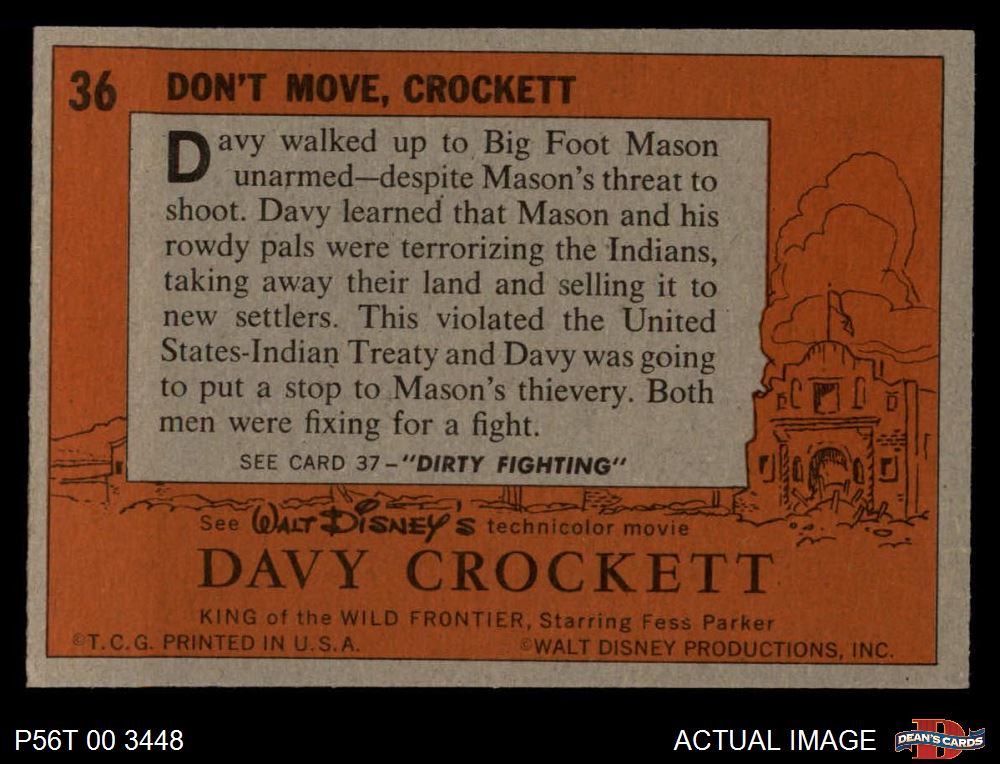 36 DON'T MOVE, CROCKETT
Davy walked up to Big Foot Mason
unarmed—despite Mason's threat to
shoot. Davy learned that Mason and his
rowdy pals were terrorizing the Indians,
taking away their land and selling it to
new settlers. This violated the United
States-Indian Treaty and Davy was going
to put a stop to Mason's thievery. Both
men were fixing for a fight.
SEE CARD 37-"DIRTY FIGHTING"
See WALT DISNEY'S technicolor movie
DAVY CROCKETT
KING of the WILD FRONTIER, Starring Fess Parker
©T.C.G. PRINTED IN U.S.A. ©WALT DISNEY PRODUCTIONS, INC.
P56T 00 3448 ACTUAL IMAGE DEAN'S CARDS